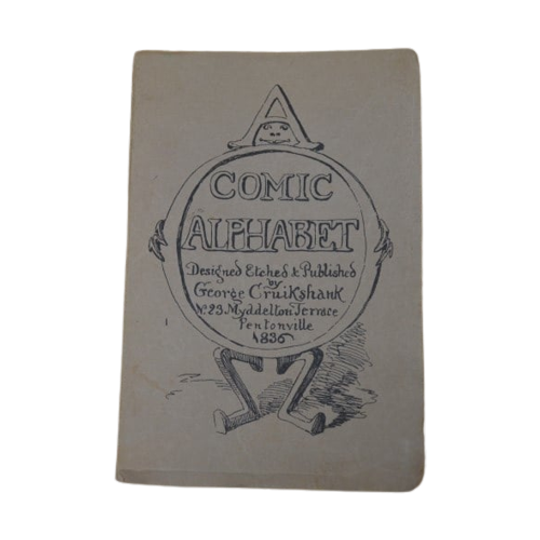 A
COMIC
ALPHABET
Designed Etched & Published
by
George Cruikshank
No. 23. Myddelton Terrace
Pentonville
1836